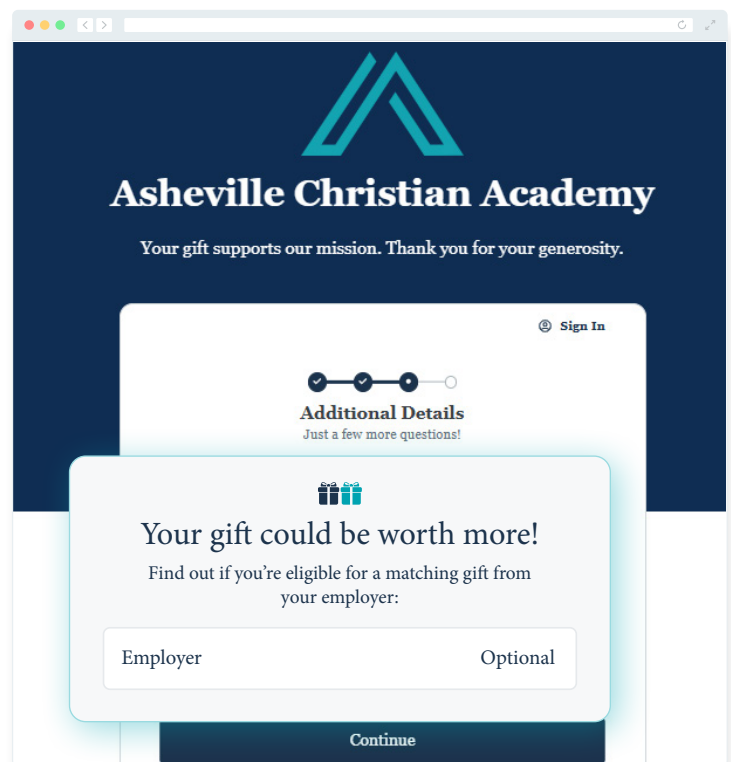 Asheville Christian Academy
Your gift supports our mission. Thank you for your generosity.
Sign In
Additional Details
Just a few more questions!
Your gift could be worth more!
Find out if you’re eligible for a matching gift from
your employer:
Employer Optional
Continue